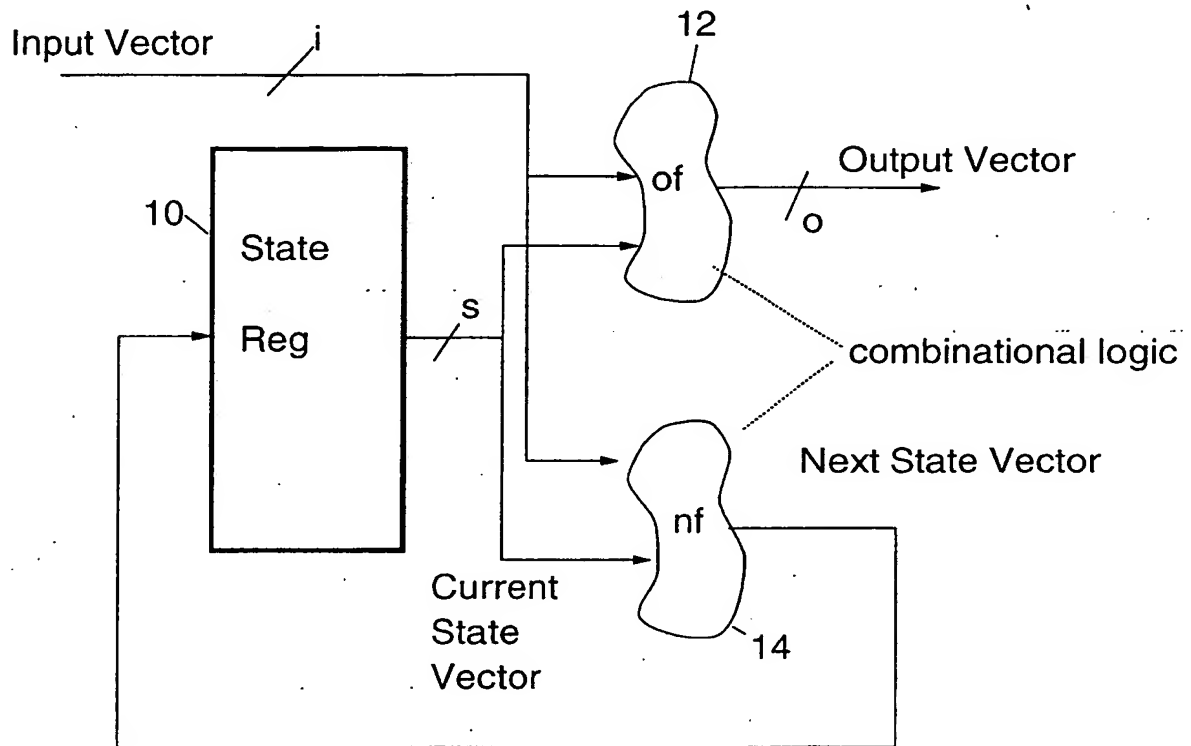 Input Vector
i
12
of
Output Vector
o
10
State
Reg
s
combinational logic
Next State Vector
nf
Current
State
Vector
14